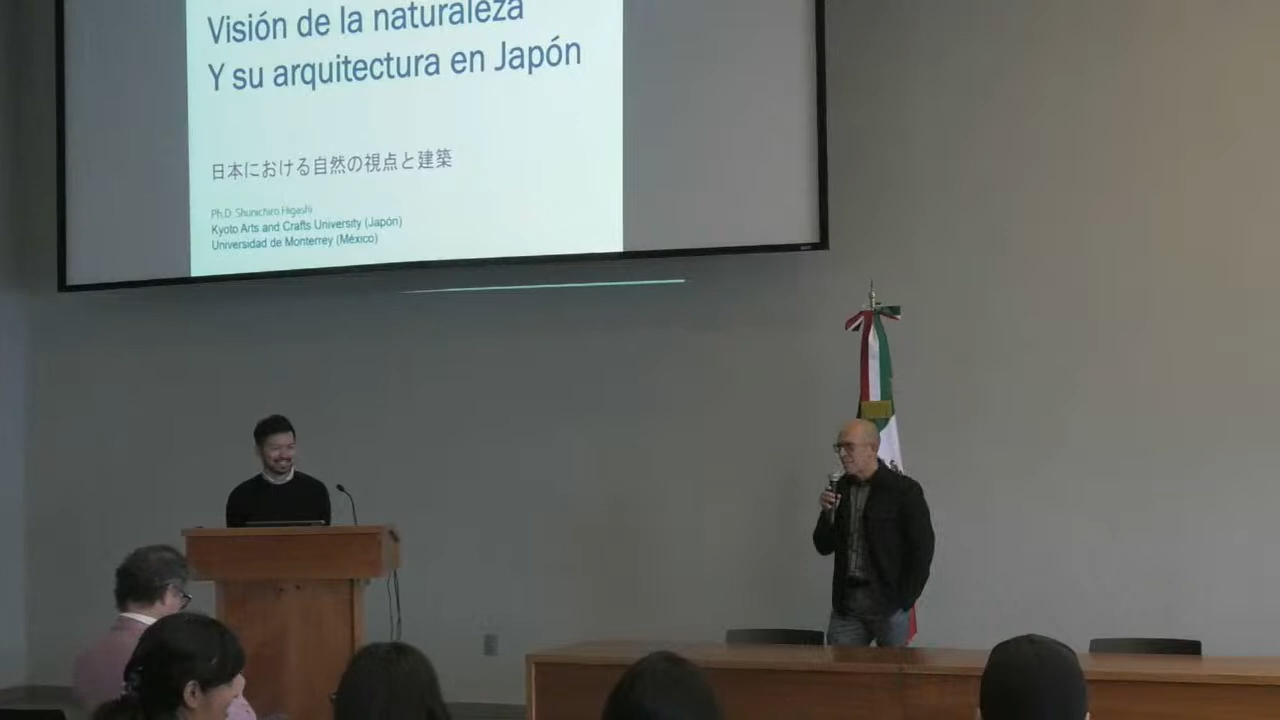 Visión de la naturaleza
Y su arquitectura en Japón
日本における自然の視点と建築
Ph.D. Shunichiro Higashi
Kyoto Arts and Crafts University (Japón)
Universidad de Monterrey (México)